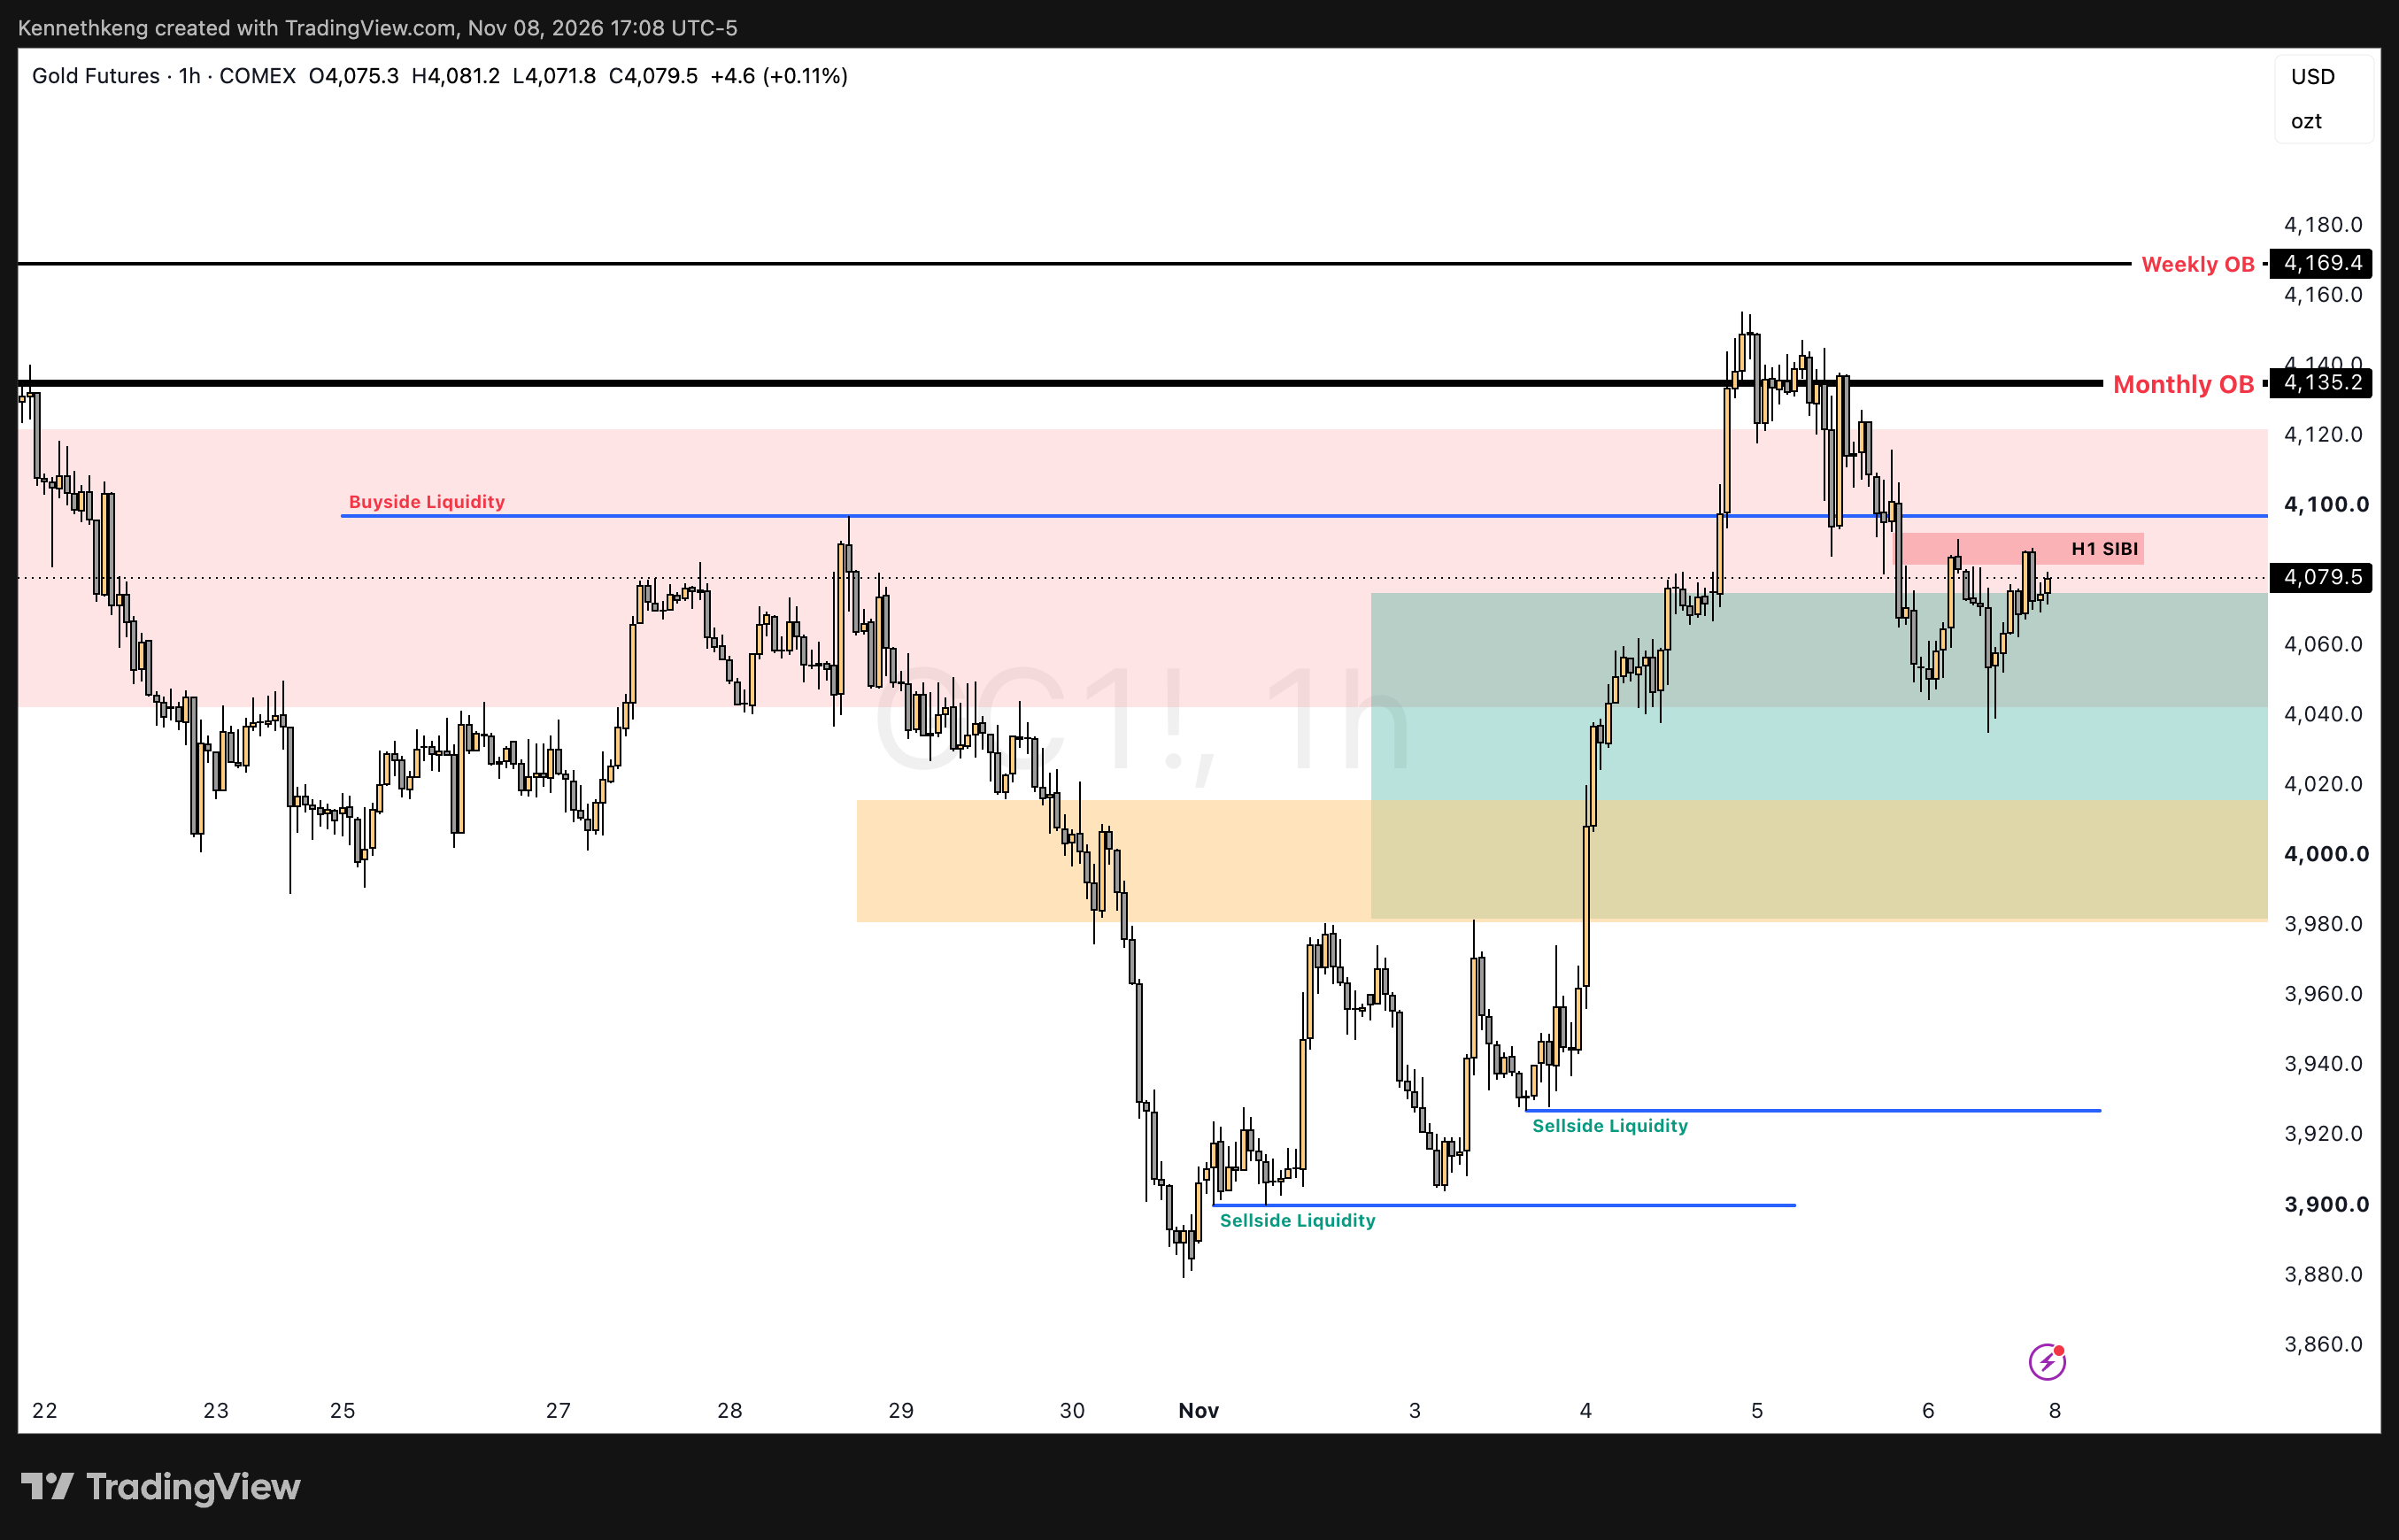 Kennethkeng created with TradingView.com, Nov 08, 2026 17:08 UTC-5
Gold Futures · 1h · COMEX O4,075.3 H4,081.2 L4,071.8 C4,079.5 +4.6 (+0.11%)
USD
ozt
4,180.0
Weekly OB
4,169.4
4,160.0
4,140.0
Monthly OB
4,135.2
4,120.0
Buyside Liquidity
4,100.0
H1 SIBI
4,079.5
4,060.0
GC1!, 1h
4,040.0
4,020.0
4,000.0
3,980.0
3,960.0
3,940.0
Sellside Liquidity
3,920.0
3,900.0
Sellside Liquidity
3,880.0
3,860.0
22 23 25 27 28 29 30 Nov 3 4 5 6 8
TradingView